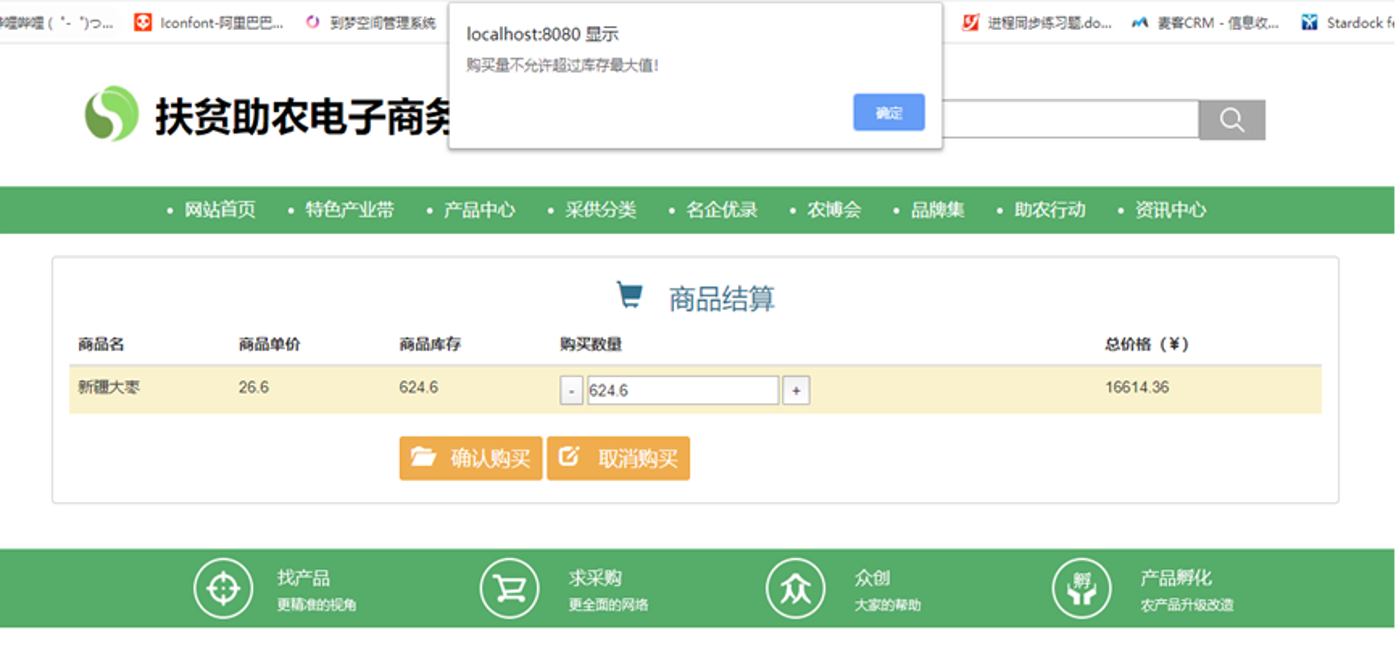 哔哩哔哩 ( ゜- ゜)つ... Iconfont-阿里巴巴... 到梦空间管理系统 进程同步练习题.do... 麦客CRM - 信息收... Stardock fe
localhost:8080 显示
购买量不允许超过库存最大值!
确定
扶贫助农电子商务
• 网站首页 • 特色产业带 • 产品中心 • 采供分类 • 名企优录 • 农博会 • 品牌集 • 助农行动 • 资讯中心
商品结算
商品名 商品单价 商品库存 购买数量 总价格（¥）
新疆大枣 26.6 624.6 - 624.6 + 16614.36
确认购买 取消购买
找产品 求采购 众 众创 孵 产品孵化
更精准的视角 更全面的网络 大家的帮助 农产品升级改造